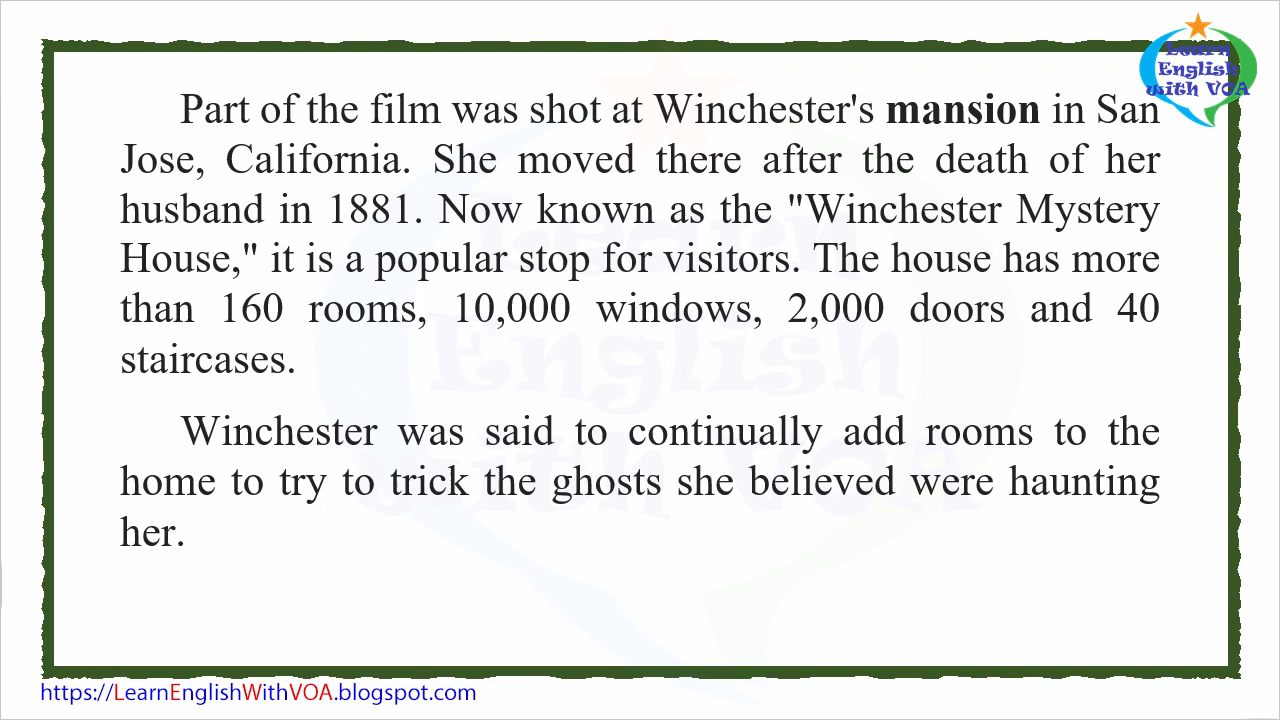 Learn
English
with VOA
Part of the film was shot at Winchester's mansion in San
Jose, California. She moved there after the death of her
husband in 1881. Now known as the "Winchester Mystery
House," it is a popular stop for visitors. The house has more
than 160 rooms, 10,000 windows, 2,000 doors and 40
staircases.
Winchester was said to continually add rooms to the
home to try to trick the ghosts she believed were haunting
her.
Learn
English
with VOA
https://LearnEnglishWithVOA.blogspot.com